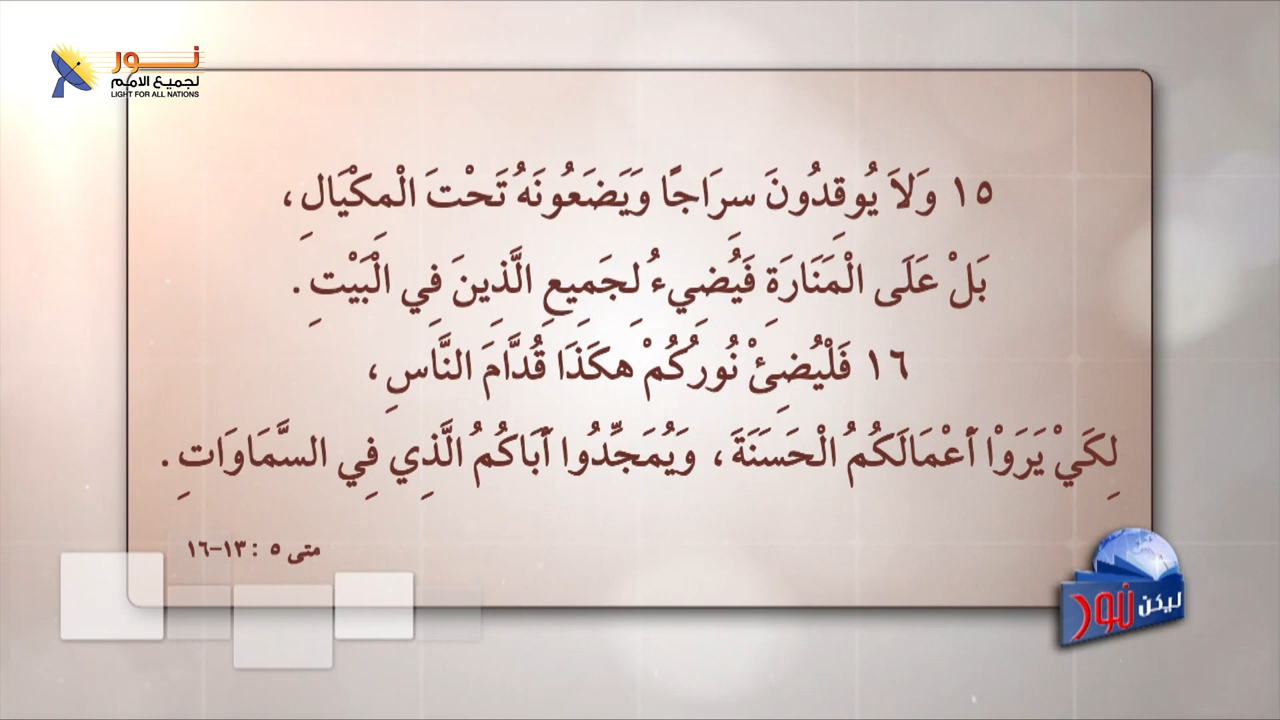 نور
لجميع الامم
LIGHT FOR ALL NATIONS
١٥ وَلاَ يُوقِدُونَ سِرَاجًا وَيَضَعُونَهُ تَحْتَ الْمِكْيَالِ،
بَلْ عَلَى الْمَنَارَةِ فَيُضِيءُ لِجَمِيعِ الَّذِينَ فِي الْبَيْتِ.
١٦ فَلْيُضِئْ نُورُكُمْ هكَذَا قُدَّامَ النَّاسِ،
لِكَيْ يَرَوْا أَعْمَالَكُمُ الْحَسَنَةَ، وَيُمَجِّدُوا أَبَاكُمُ الَّذِي فِي السَّمَاوَاتِ.
متى ٥ : ١٣-١٦
ليكن نور